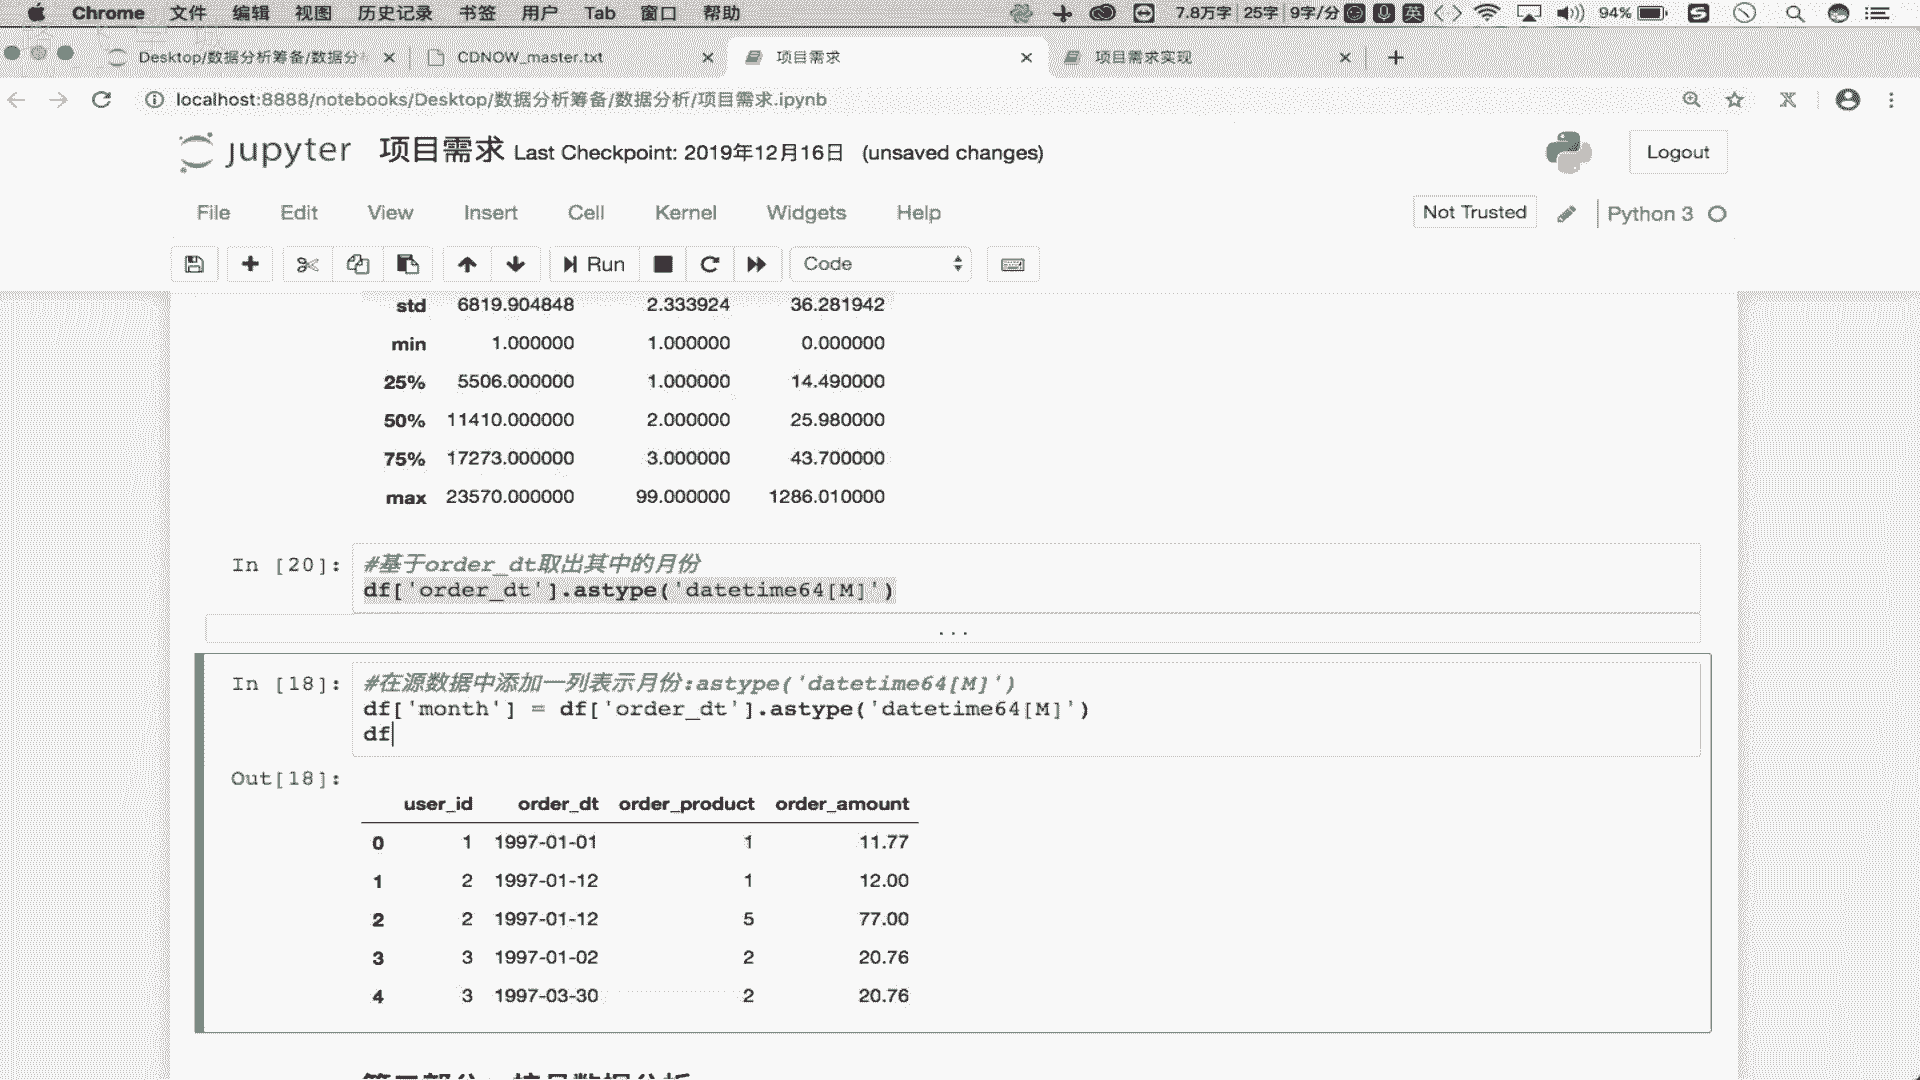 Chrome 文件 编辑 视图 历史记录 书签 用户 Tab 窗口 帮助 7.8万字 25字 9字/分 英 94%
Desktop/数据分析筹备/数据分 CDNOW_master.txt 项目需求 项目需求实现
localhost:8888/notebooks/Desktop/数据分析筹备/数据分析/项目需求.ipynb
jupyter 项目需求 Last Checkpoint: 2019年12月16日 (unsaved changes) Logout
File Edit View Insert Cell Kernel Widgets Help Not Trusted Python 3
Run Code
std 6819.904848 2.333924 36.281942
min 1.000000 1.000000 0.000000
25% 5506.000000 1.000000 14.490000
50% 11410.000000 2.000000 25.980000
75% 17273.000000 3.000000 43.700000
max 23570.000000 99.000000 1286.010000
In [20]: #基于order_dt取出其中的月份
df['order_dt'].astype('datetime64[M]')
...
In [18]: #在源数据中添加一列表示月份:astype('datetime64[M]')
df['month'] = df['order_dt'].astype('datetime64[M]')
df
Out[18]:
user_id order_dt order_product order_amount
0 1 1997-01-01 1 11.77
1 2 1997-01-12 1 12.00
2 2 1997-01-12 5 77.00
3 3 1997-01-02 2 20.76
4 3 1997-03-30 2 20.76